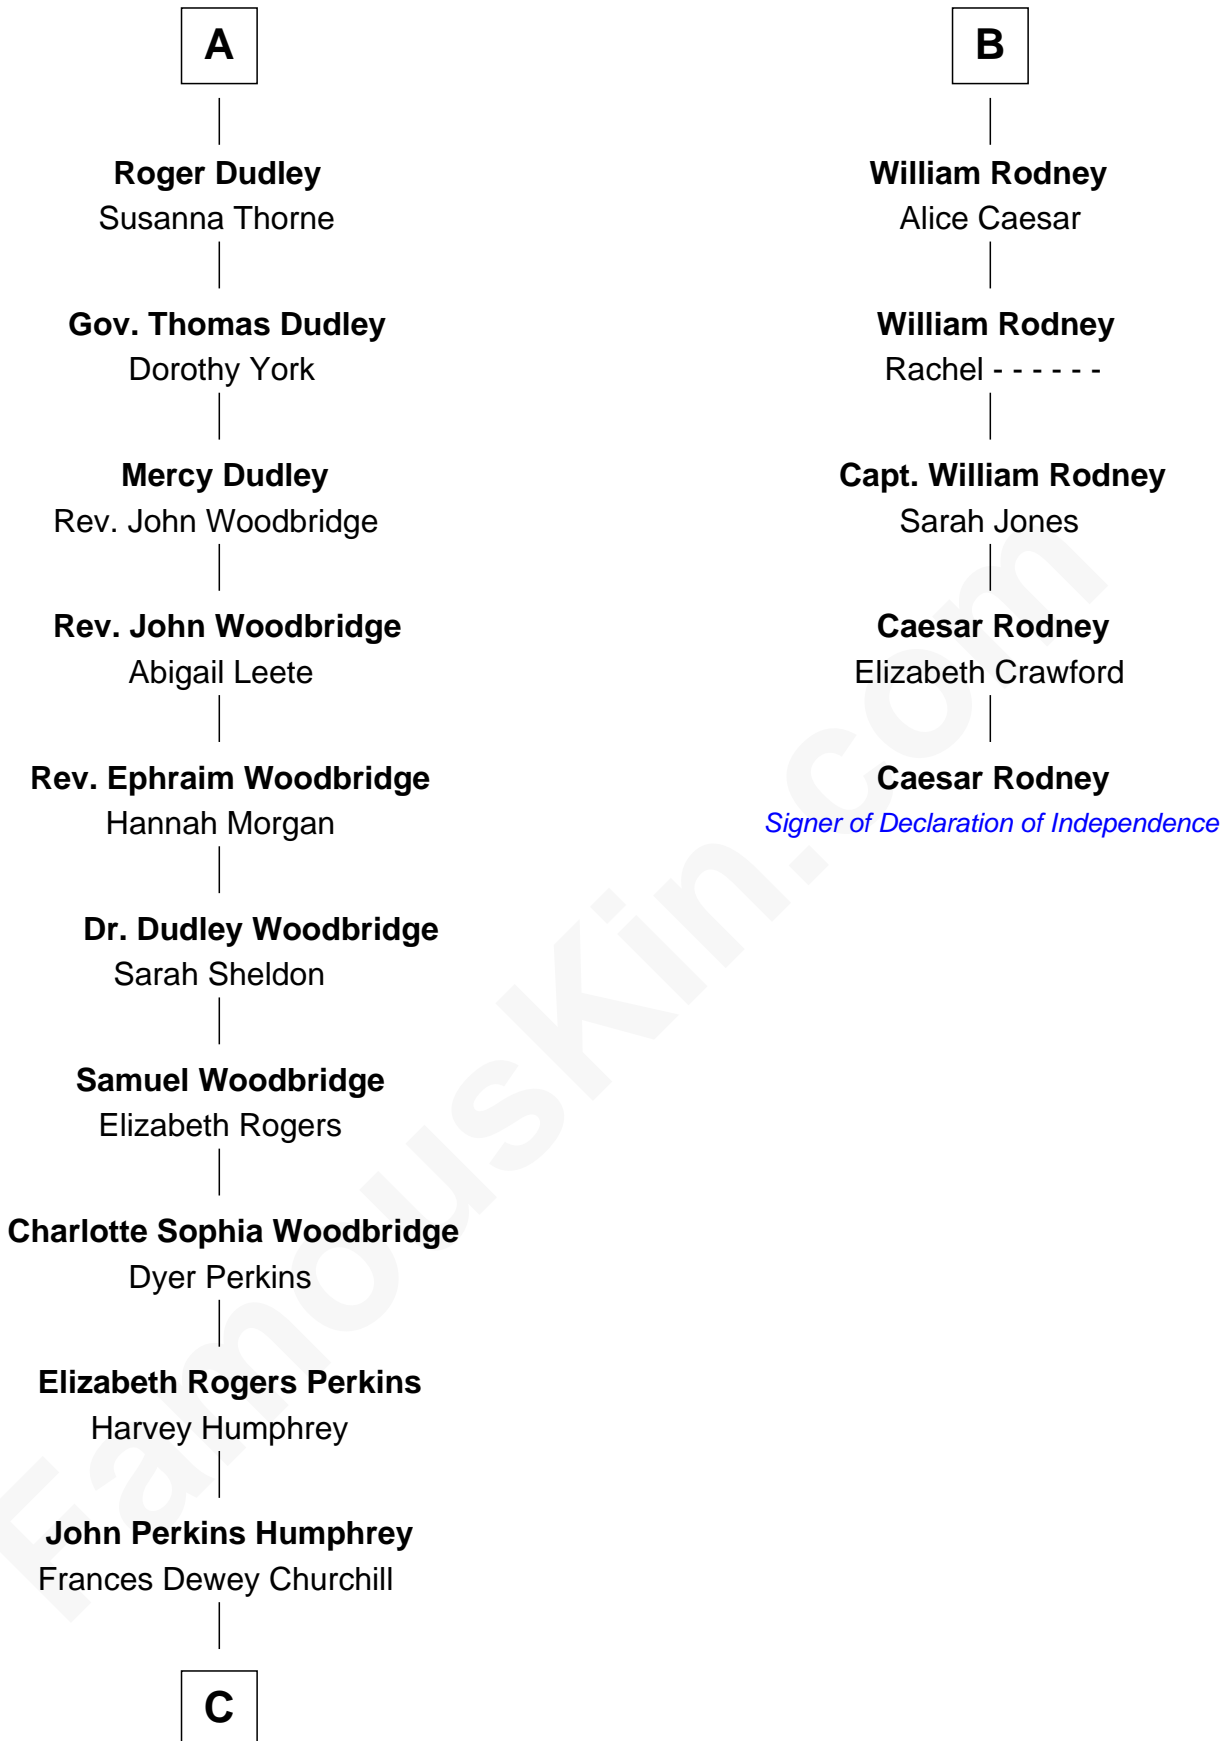 A
Roger Dudley
Susanna Thorne
Gov. Thomas Dudley
Dorothy York
Mercy Dudley
Rev. John Woodbridge
Rev. John Woodbridge
Abigail Leete
Rev. Ephraim Woodbridge
Hannah Morgan
Dr. Dudley Woodbridge
Sarah Sheldon
Samuel Woodbridge
Elizabeth Rogers
Charlotte Sophia Woodbridge
Dyer Perkins
Elizabeth Rogers Perkins
Harvey Humphrey
John Perkins Humphrey
Frances Dewey Churchill
C
B
William Rodney
Alice Caesar
William Rodney
Rachel - - - - - -
Capt. William Rodney
Sarah Jones
Caesar Rodney
Elizabeth Crawford
Caesar Rodney
Signer of Declaration of Independence
FamousKin.com